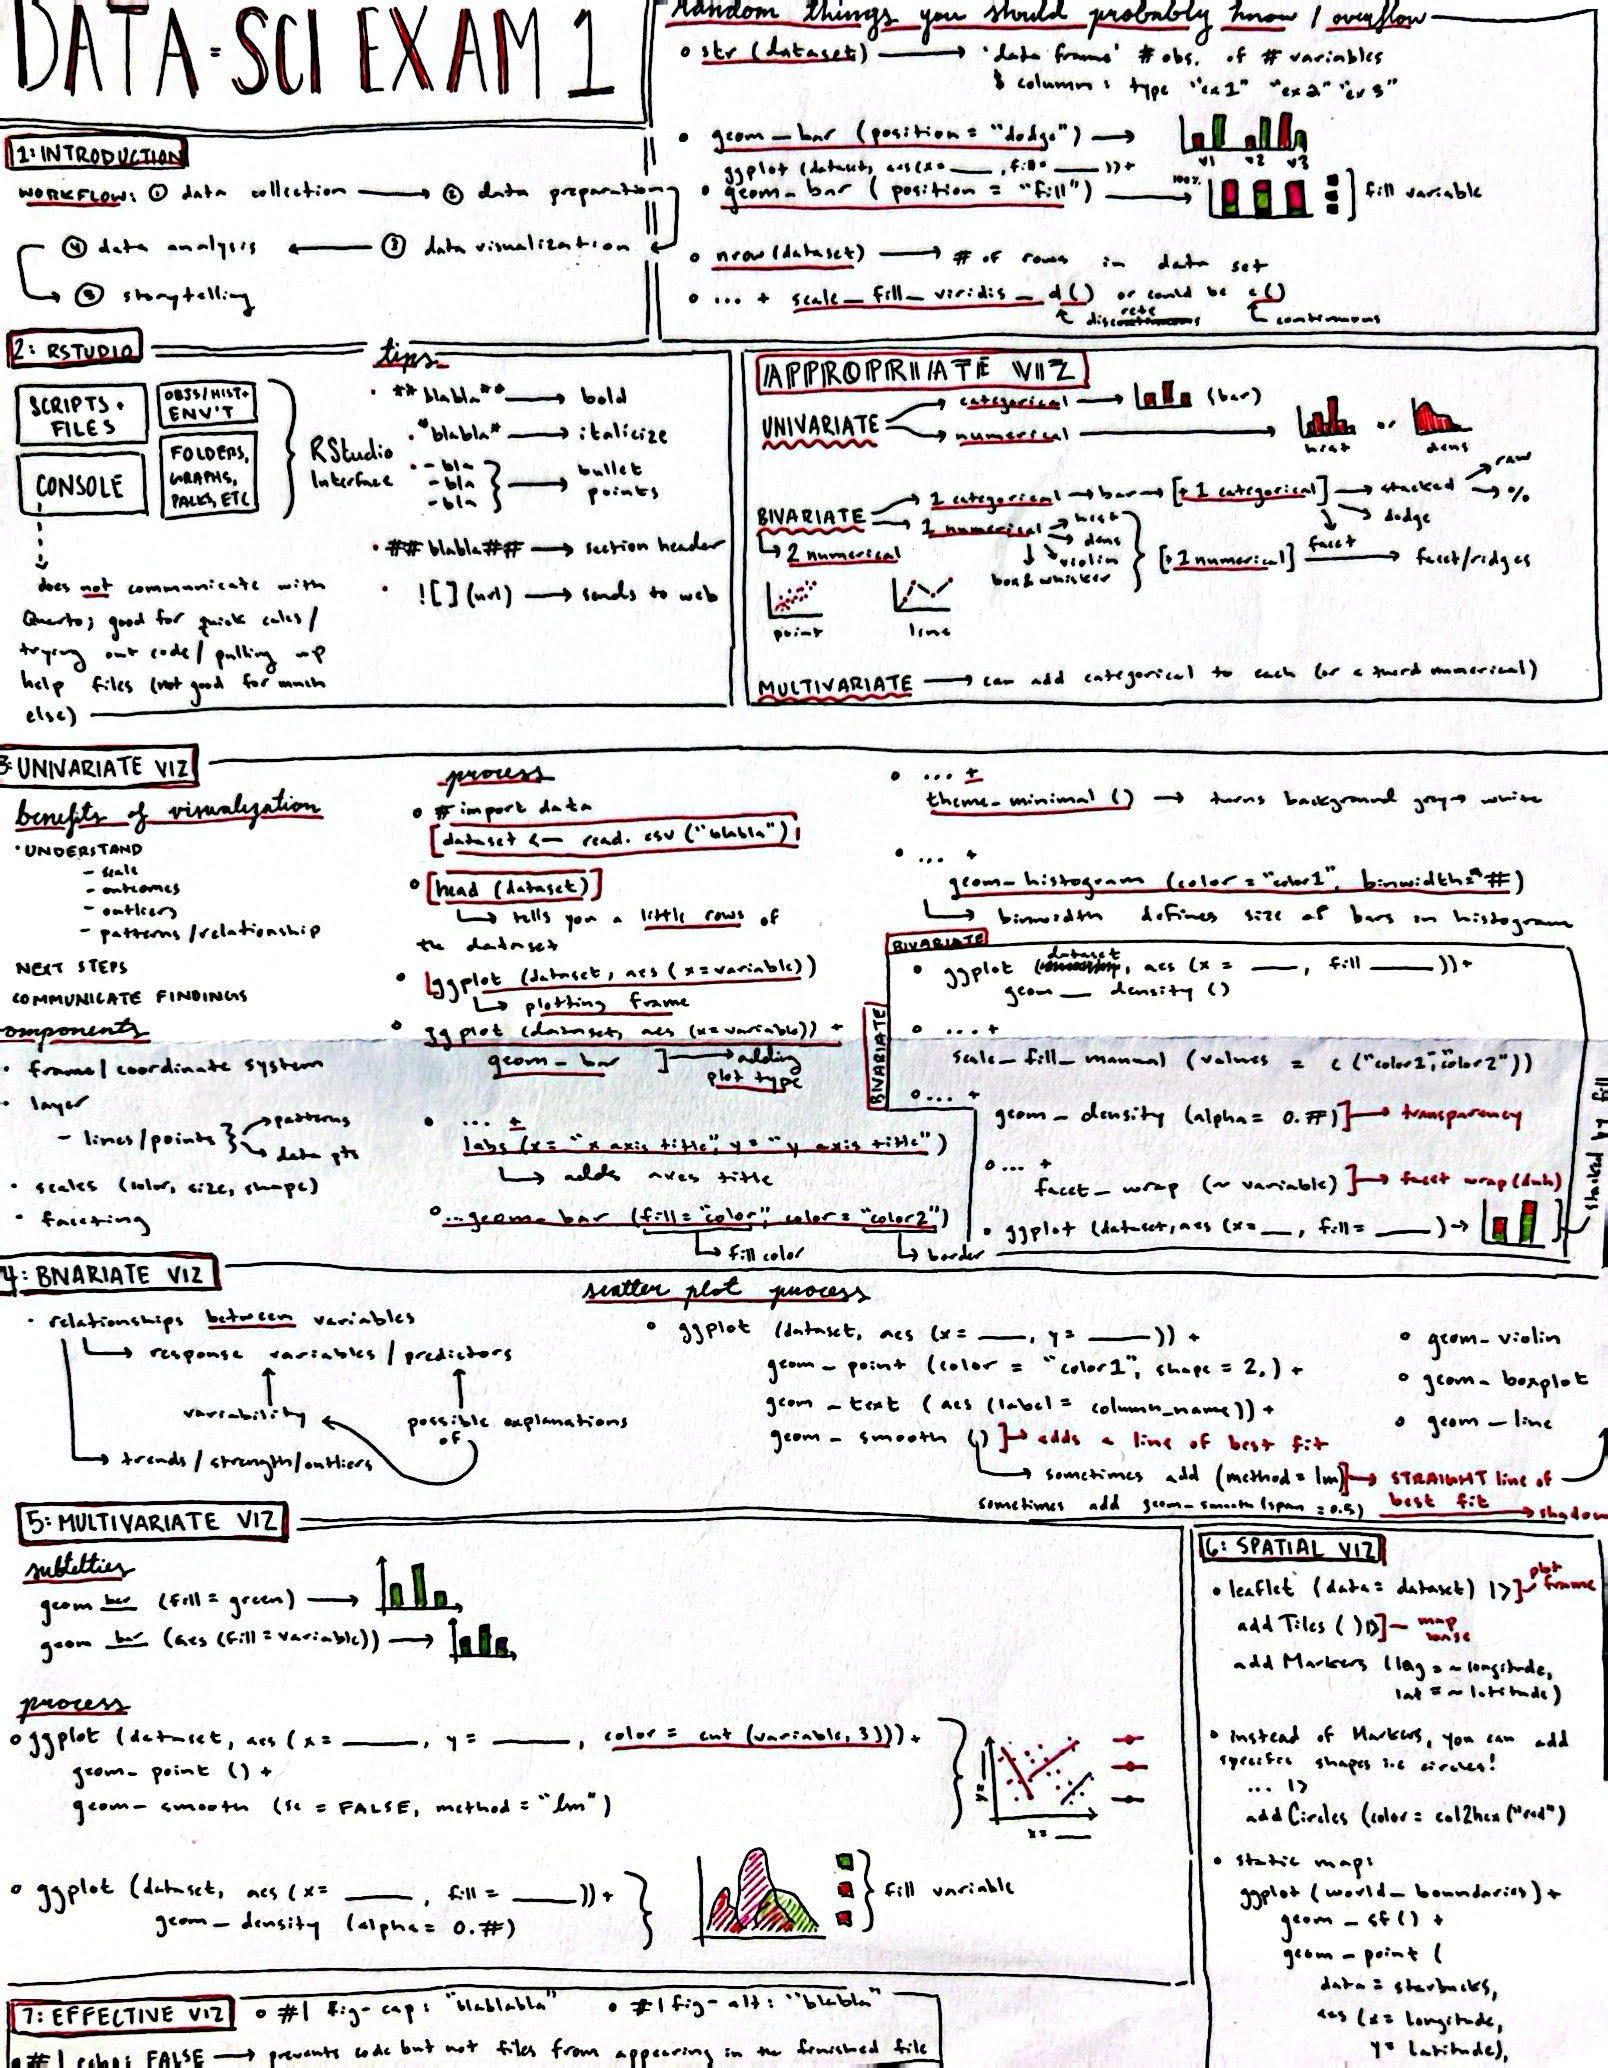 DATA-SCI EXAM 1
random things you should probably know / overflow
str (dataset) → 'data frame' # obs. of # variables
$ column : type "ex1" "ex2" "ex3"
geom_bar (position = "dodge") →
v1 v2 v3
ggplot (dataset, aes(x = ___, fill = ___)) +
geom_bar (position = "fill") → 100% fill variable
nrow(dataset) → # of rows in data set
... + scale_fill_viridis_d() or could be c()
discrete continuous
1: INTRODUCTION
WORKFLOW: ① data collection → ② data preparation
④ data analysis ← ③ data visualization
⑤ storytelling
2: RSTUDIO
SCRIPTS + FILES
OBJS/HIST+ ENV'T
CONSOLE
FOLDERS, GRAPHS, PACKS, ETC
RStudio Interface
does not communicate with
Quarto; good for quick calcs /
trying out code / pulling up
help files (not good for much
else)
tips
**blabla** → bold
*blabla* → italicize
- bla
- bla → bullet points
- bla
##blabla## → section header
![](url) → sends to web
APPROPRIATE VIZ
UNIVARIATE
categorical → (bar)
numerical → hist or dens
BIVARIATE
1 categorical → bar → [+ 1 categorical] → stacked → raw
→ %
dodge
facet
1 numerical → hist
dens
violin
box & whisker
[+1 numerical] → facet/ridges
2 numerical
point line
MULTIVARIATE → can add categorical to each (or a third numerical)
3: UNIVARIATE VIZ
benefits of visualization
UNDERSTAND
- scale
- outcomes
- outliers
- patterns/relationship
NEXT STEPS
COMMUNICATE FINDINGS
omponents
frame/coordinate system
layer
- lines/points → patterns
→ data pts
scales (color, size, shape)
faceting
process
# import data
dataset <— read.csv ("blabla")
head (dataset)
→ tells you a little rows of
the dataset
ggplot (dataset, aes (x=variable))
→ plotting frame
ggplot (dataset, aes (x=variable)) +
geom_bar ] → adding plot type
... +
labs (x = "x axis title", y = "y axis title")
→ adds axes title
...geom_bar (fill="color", color="color2")
→ fill color → border
... +
theme_minimal () → turns background gray → white
... +
geom_histogram (color = "color1", binwidth="#)
→ binwidth defines size of bars in histogram
BIVARIATE
BIVARIATE
ggplot (dataset, aes (x = ___, fill ___)) +
geom_density ()
... +
scale_fill_manual (values = c ("color1", "color2"))
... +
geom_density (alpha = 0.#) ] → transparency
... +
facet_wrap (~ variable) ] → facet wrap (duh)
ggplot (dataset, aes (x = __, fill = ___) →
stacked by fill
4: BIVARIATE VIZ
relationships between variables
→ response variables / predictors
variability possible explanations of
→ trends / strength/outliers
scatter plot process
ggplot (dataset, aes (x = ___, y = ___)) +
geom_point (color = "color1", shape = 2,) +
geom_text (aes (label = column_name)) +
geom_smooth () ] → adds a line of best fit
→ sometimes add (method = lm) → STRAIGHT line of best fit
sometimes add geom_smooth (span = 0.5) → shadow
geom_violin
geom_boxplot
geom_line
5: MULTIVARIATE VIZ
subtelties
geom bar (fill = green) →
geom bar (aes (fill = variable)) →
process
ggplot (dataset, aes (x = ___, y = ___, color = cut (variable, 3))) +
geom_point () +
geom_smooth (se = FALSE, method = "lm")
y = __
x = __
ggplot (dataset, aes (x = ___, fill = ___)) +
geom_density (alpha = 0.#)
fill variable
6: SPATIAL VIZ
leaflet (data = dataset) |> ] plot frame
add Tiles () |> ] — map base
add Markers (lag = ~ longitude,
lat = ~ latitude)
instead of Markers, you can add
specific shapes i.e circles!
... |>
add Circles (color = col2hex ("red")
static map:
ggplot (world_boundaries) +
geom_sf () +
geom_point (
data = starbucks,
aes (x = longitude,
y = latitude),
7: EFFECTIVE VIZ
#| fig-cap: "blablabla" #| fig-alt: "blabla"
#| echo: FALSE → prevents code but not files from appearing in the finished file